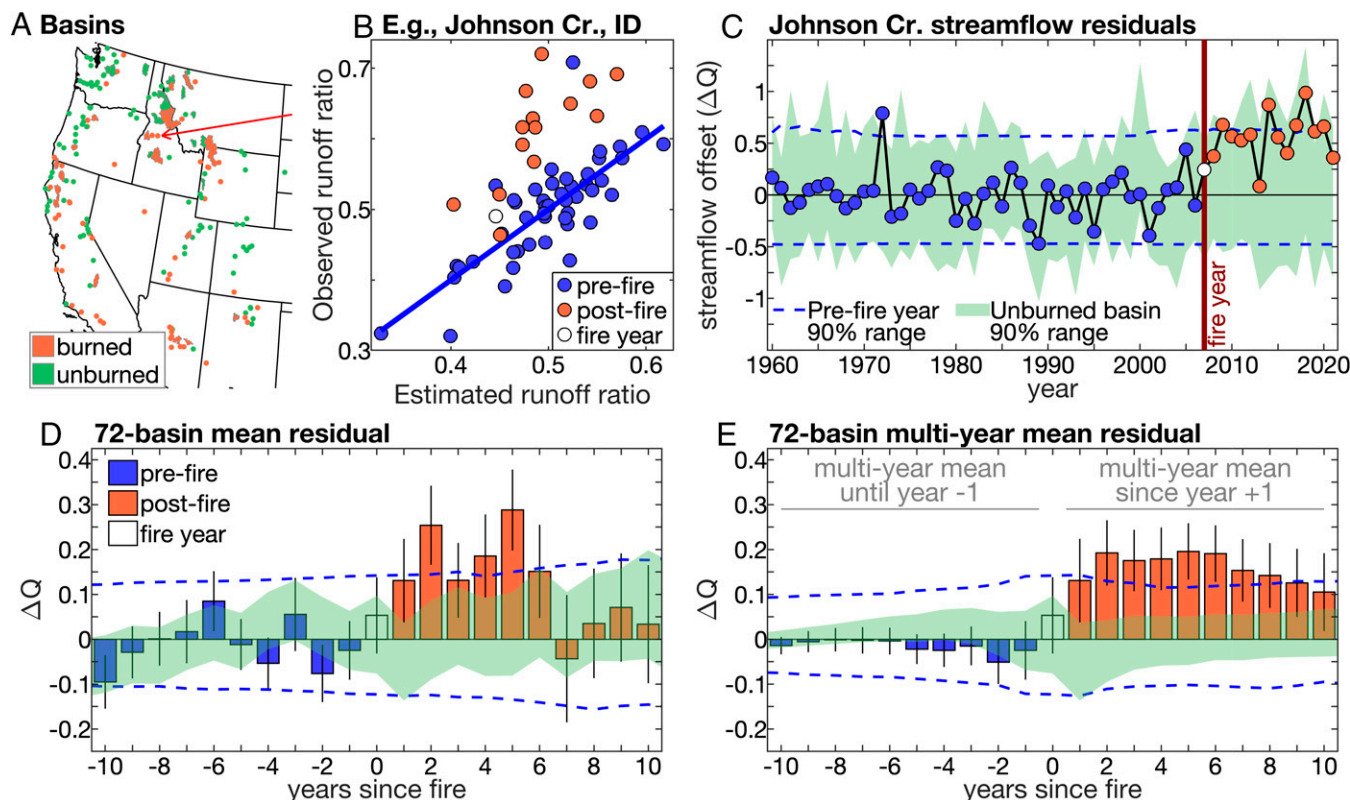 A Basins
burned
unburned
B E.g., Johnson Cr., ID
Observed runoff ratio
0.7
0.5
0.3
pre-fire
post-fire
fire year
0.4 0.5 0.6
Estimated runoff ratio
C Johnson Cr. streamflow residuals
streamflow offset (ΔQ)
1
0.5
0
-0.5
-1
Pre-fire year
90% range
Unburned basin
90% range
fire year
1960 1970 1980 1990 2000 2010 2020
year
D 72-basin mean residual
ΔQ
0.4
0.3
0.2
0.1
0
-0.1
-0.2
pre-fire
post-fire
fire year
-10 -8 -6 -4 -2 0 2 4 6 8 10
years since fire
E 72-basin multi-year mean residual
ΔQ
0.4
0.3
0.2
0.1
0
-0.1
-0.2
multi-year mean
until year -1
multi-year mean
since year +1
-10 -8 -6 -4 -2 0 2 4 6 8 10
years since fire